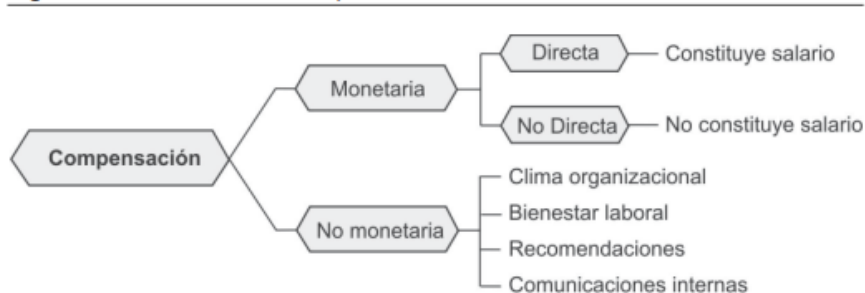 Compensación
Monetaria
Directa
Constituye salario
No Directa
No constituye salario
No monetaria
Clima organizacional
Bienestar laboral
Recomendaciones
Comunicaciones internas